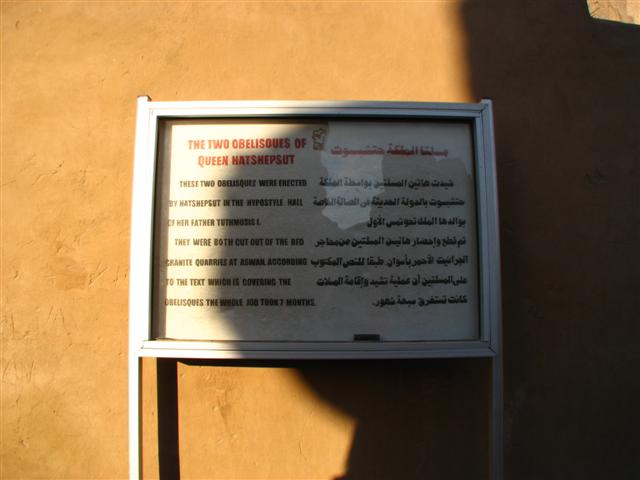 THE TWO OBELISQUES OF
QUEEN HATSHEPSUT
THESE TWO OBELISQUEZ WERE ERECTED
BY HATSHEPSUT IN THE HYPOSTYLE HALL
OF HER FATHER TUTHMOSIS I.
THEY WERE BOTH CUT OUT OF THE RED
GRANITE QUARRIES AT ASWAN. ACCORDING
TO THE TEXT WHICH IS COVERING THE
OBELISQUES THE WHOLE JOB TOOK 7 MONTHS.
مسلتا الملكة حتشبسوت
شيدت هاتين المسلتين بواسطة الملكة
حتشبسوت بالدولة الحديثة فى الصالة الخاصة
بوالدها الملك تحوتمس الأول
تم قطع وإحضار هاتين المسلتين من محاجر
الجرانيت الأحمر بأسوان. طبقا للنص المكتوب
على المسلتين أن عملية تشيد وإقامة المسلات
كانت تستغرق سبعة شهور.